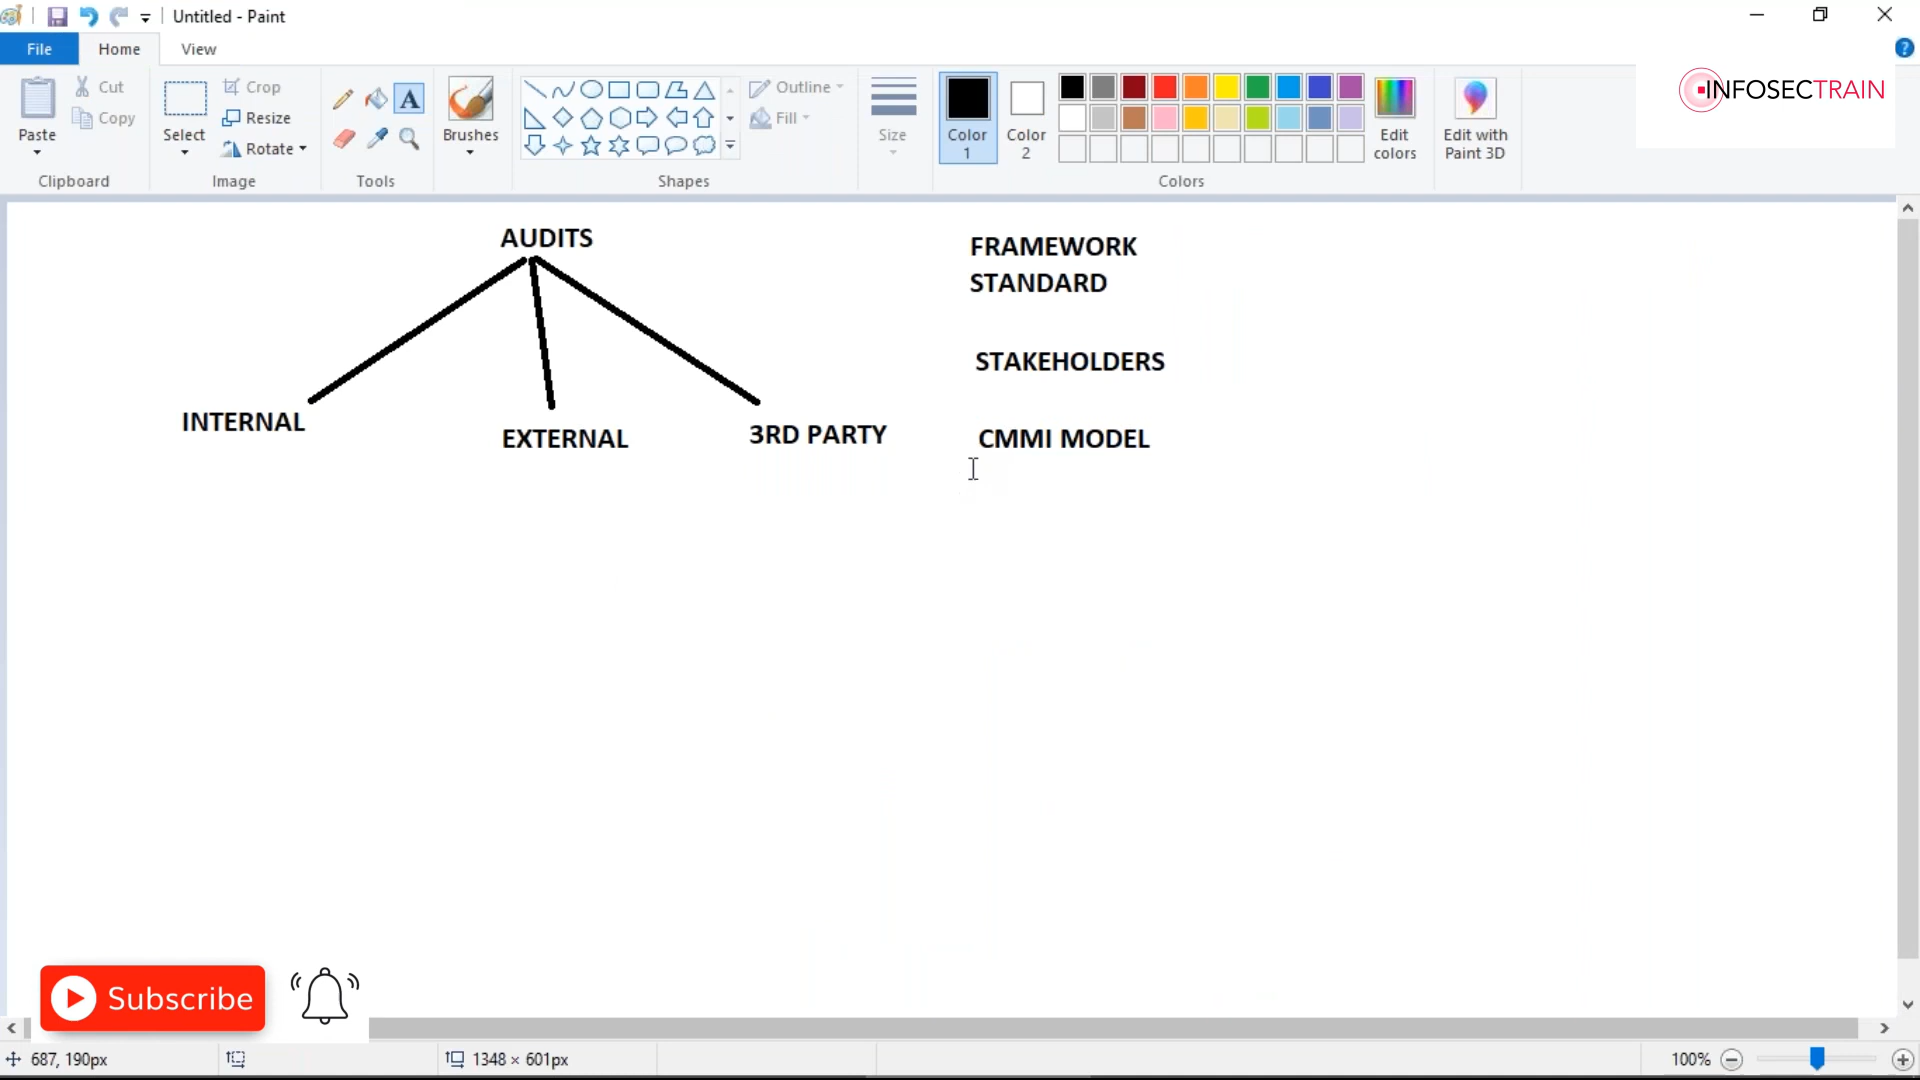 Untitled - Paint
File Home View
Paste
Cut
Copy
Clipboard
Select
Crop
Resize
Rotate
Image
A
Tools
Brushes
Shapes
Outline
Fill
Size
Color 1
Color 2
Edit colors
Edit with Paint 3D
Colors
INFOSECTRAIN
AUDITS
INTERNAL
EXTERNAL
3RD PARTY
FRAMEWORK
STANDARD
STAKEHOLDERS
CMMI MODEL
Subscribe
687, 190px
1348 × 601px
100%